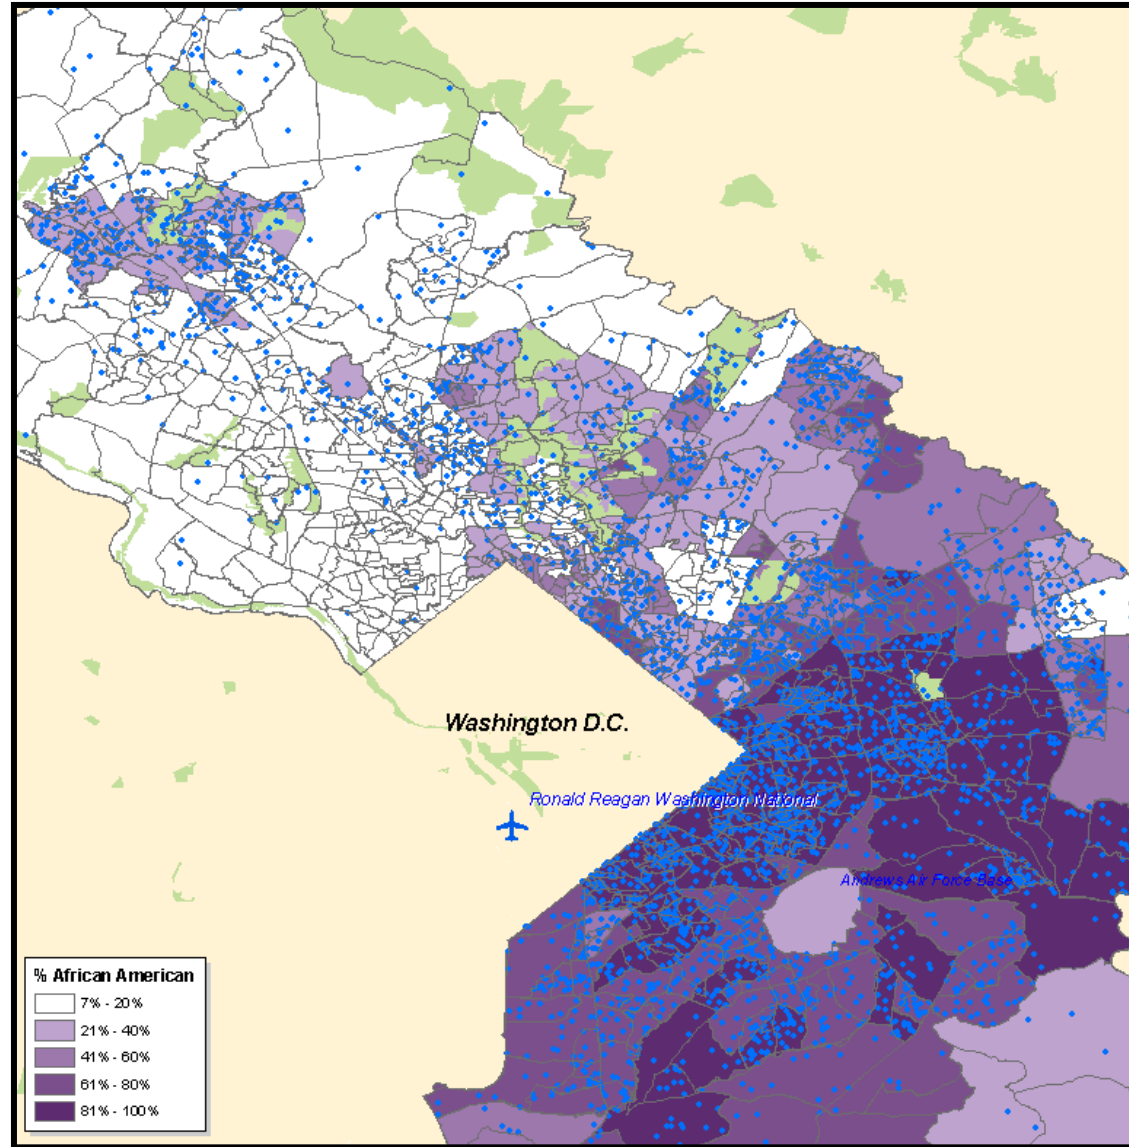 Washington D.C.
Ronald Reagan Washington National
Andrews Air Force Base
% African American
7% - 20%
21% - 40%
41% - 60%
61% - 80%
81% - 100%